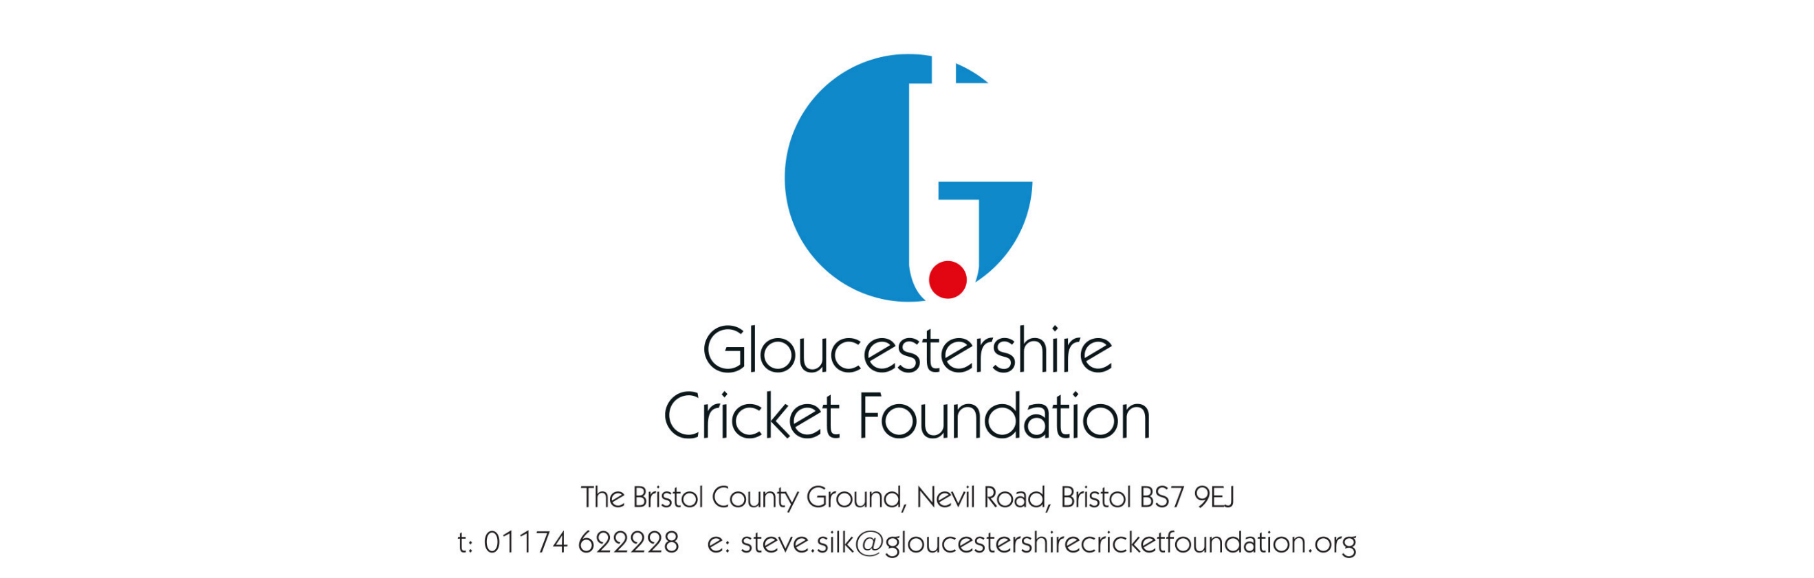 Gloucestershire
Cricket Foundation
The Bristol County Ground, Nevil Road, Bristol BS7 9EJ
t: 01174 622228 e: steve.silk@gloucestershirecricketfoundation.org